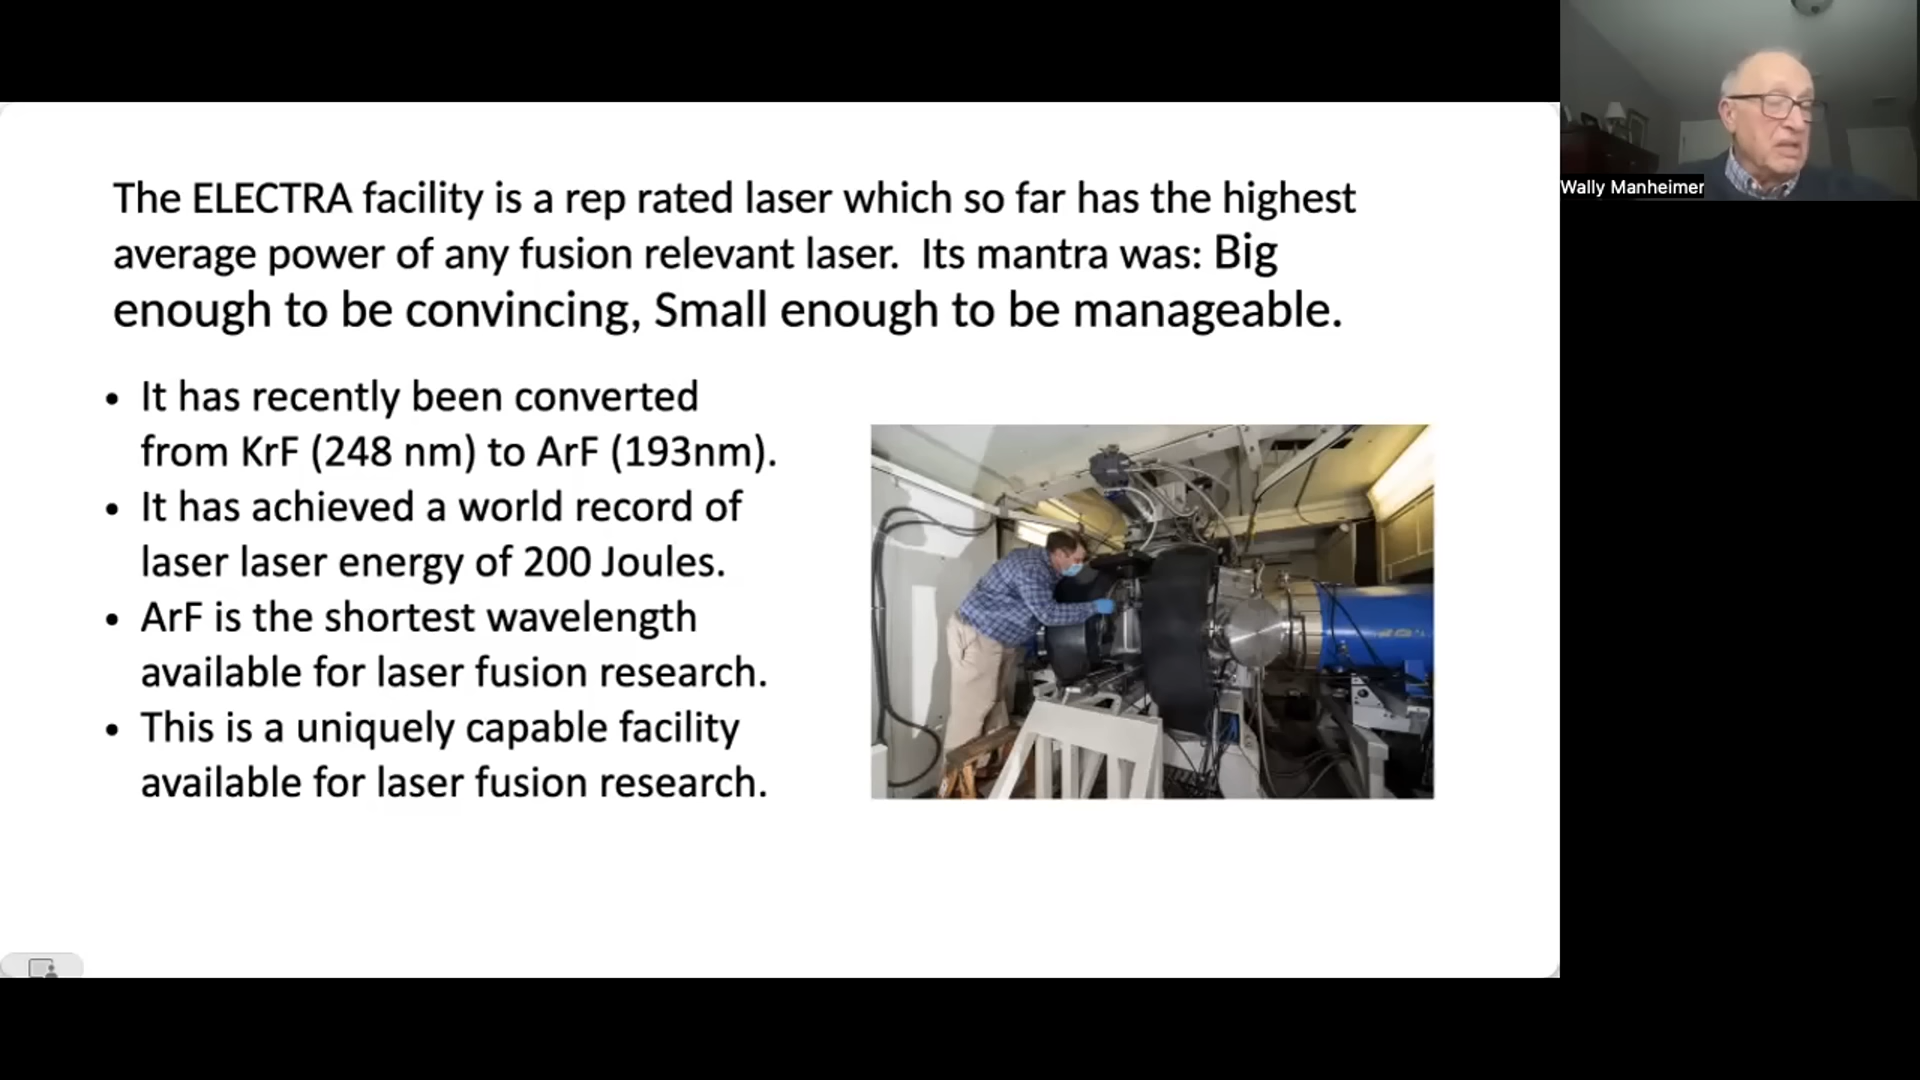 The ELECTRA facility is a rep rated laser which so far has the highest
average power of any fusion relevant laser.  Its mantra was: Big
enough to be convincing, Small enough to be manageable.
• It has recently been converted
from KrF (248 nm) to ArF (193nm).
• It has achieved a world record of
laser laser energy of 200 Joules.
• ArF is the shortest wavelength
available for laser fusion research.
• This is a uniquely capable facility
available for laser fusion research.
Wally Manheimer